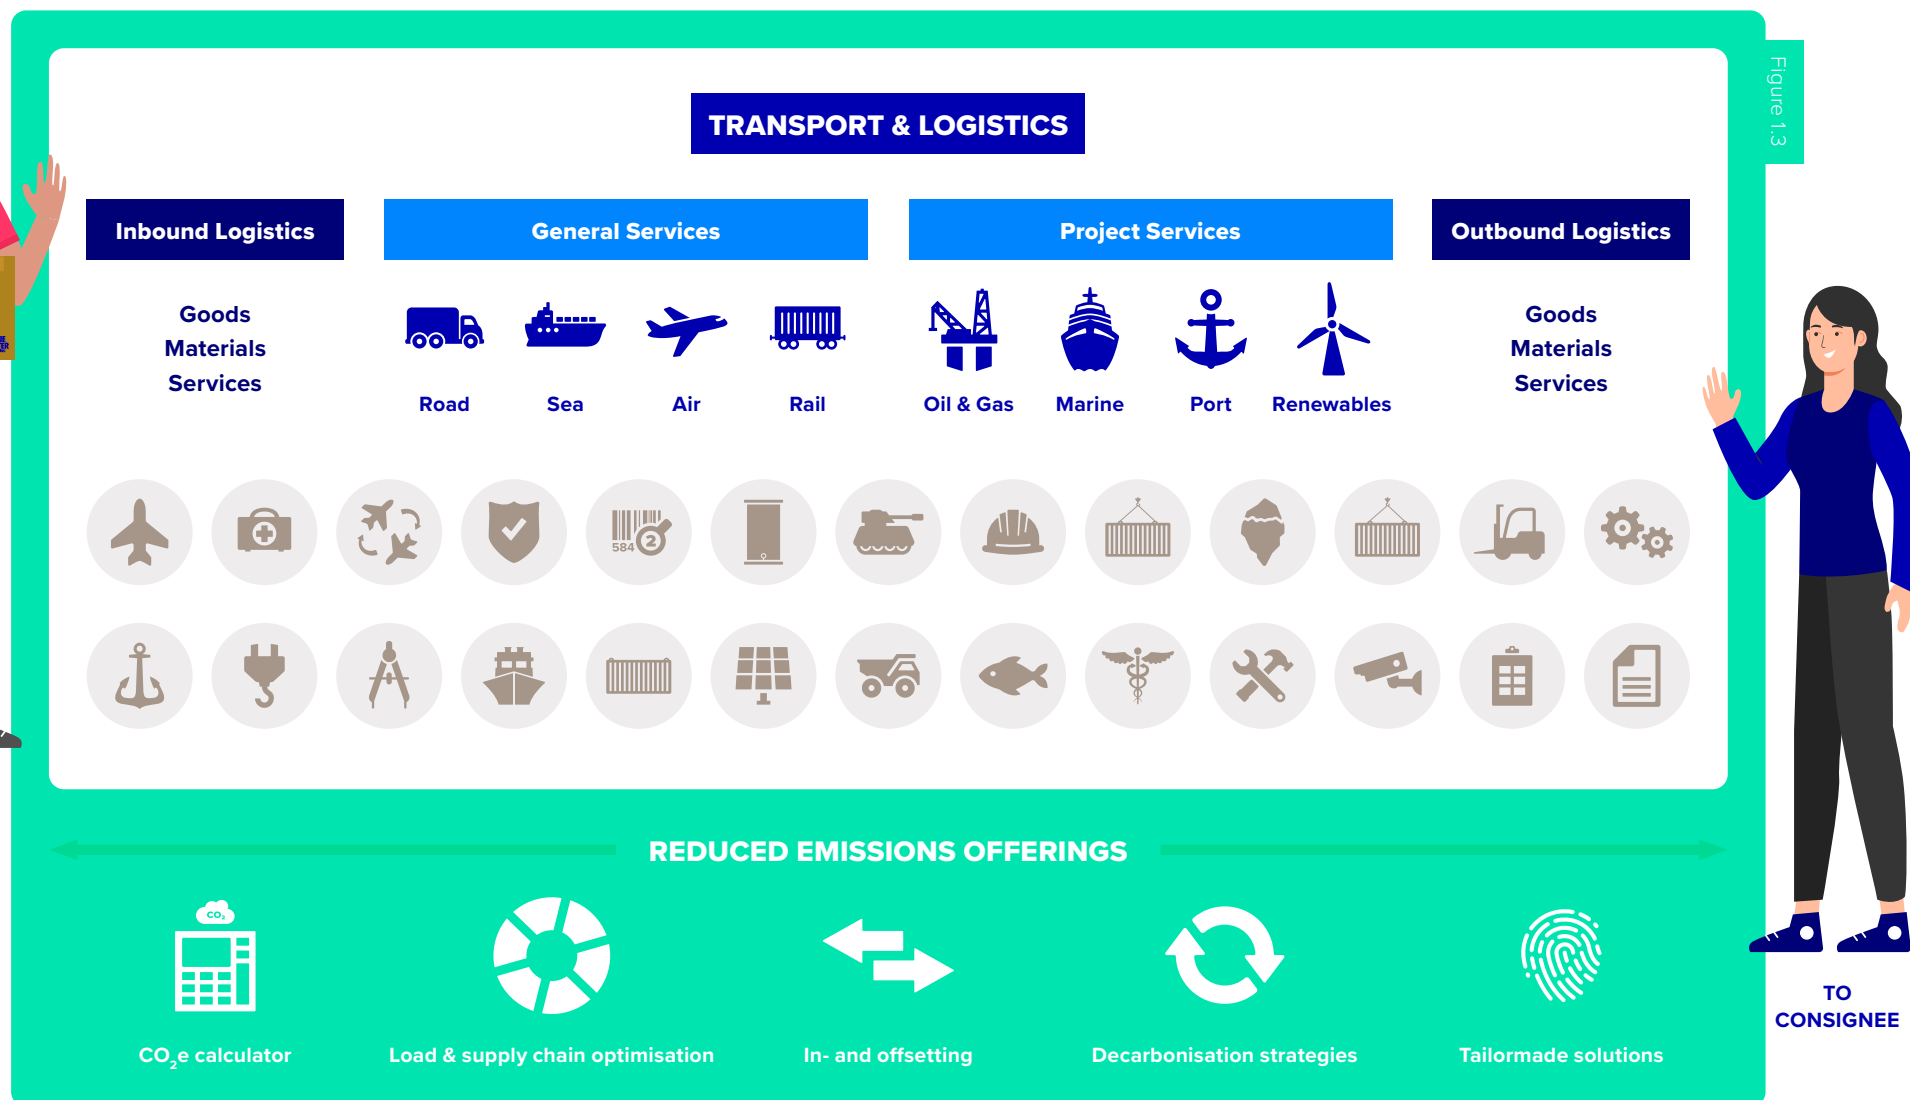 Figure 1.3
TRANSPORT & LOGISTICS
Inbound Logistics
General Services
Project Services
Outbound Logistics
Goods
Materials
Services
Road
Sea
Air
Rail
Oil & Gas
Marine
Port
Renewables
Goods
Materials
Services
584
2
REDUCED EMISSIONS OFFERINGS
CO₂
CO₂e calculator
Load & supply chain optimisation
In- and offsetting
Decarbonisation strategies
Tailormade solutions
TO
CONSIGNEE